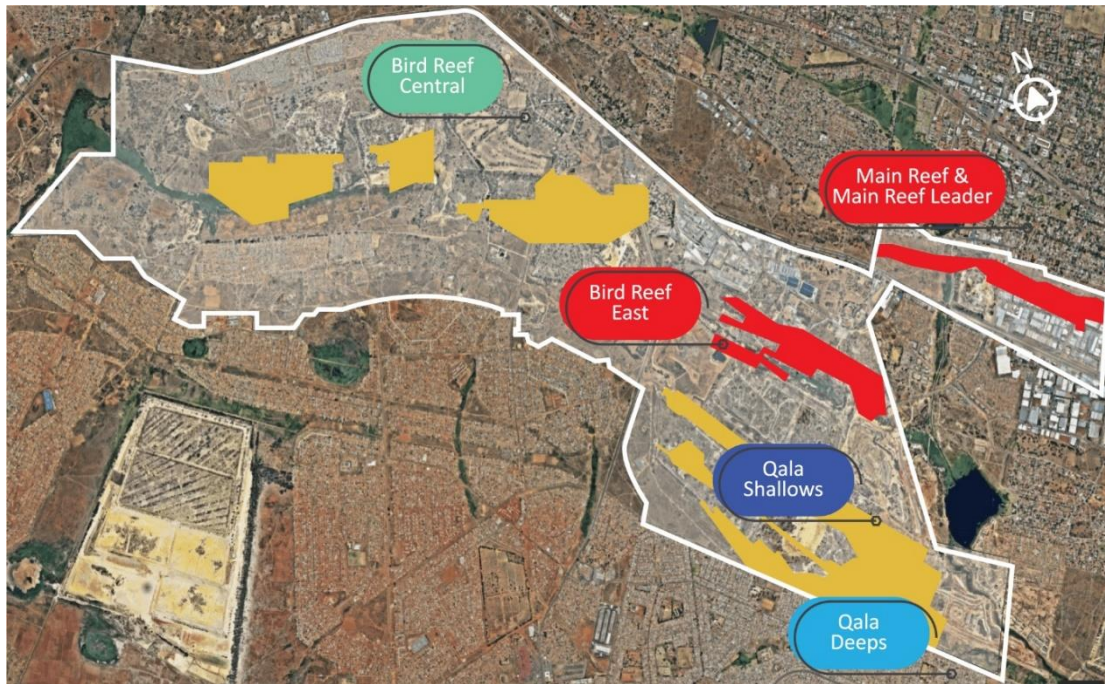 Bird Reef
Central
N
Main Reef &
Main Reef Leader
Bird Reef
East
Qala
Shallows
Qala
Deeps